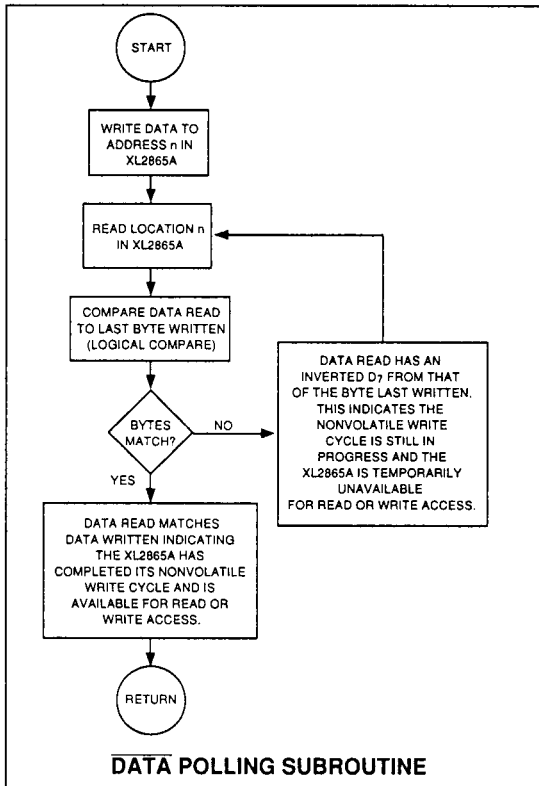 START
WRITE DATA TO
ADDRESS n IN
XL2865A
READ LOCATION n
IN XL2865A
COMPARE DATA READ
TO LAST BYTE WRITTEN
(LOGICAL COMPARE)
BYTES
MATCH?
NO
DATA READ HAS AN
INVERTED D7 FROM THAT
OF THE BYTE LAST WRITTEN.
THIS INDICATES THE
NONVOLATILE WRITE
CYCLE IS STILL IN
PROGRESS AND THE
XL2865A IS TEMPORARILY
UNAVAILABLE
FOR READ OR WRITE ACCESS.
YES
DATA READ MATCHES
DATA WRITTEN INDICATING
THE XL2865A HAS
COMPLETED ITS NONVOLATILE
WRITE CYCLE AND IS
AVAILABLE FOR READ OR
WRITE ACCESS.
RETURN
DATA POLLING SUBROUTINE